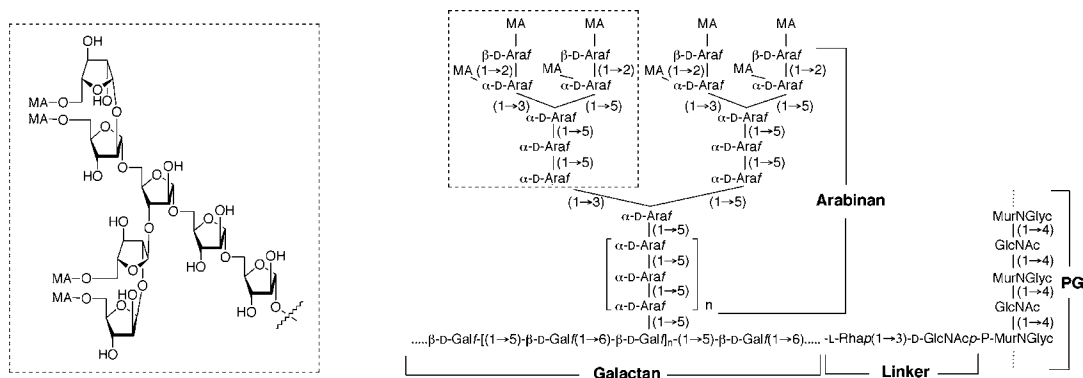 OH
O OH
MA–O O
MA–O
O
O OH
HO O
O O OH
OH O
O O OH
O HO O
MA–O O
MA–O OH O
O HO O
OH
MA MA MA MA
β-D-Araf β-D-Araf β-D-Araf β-D-Araf
MA (1→2) MA (1→2) MA (1→2) MA (1→2)
α-D-Araf α-D-Araf α-D-Araf α-D-Araf
(1→3) (1→5) (1→3) (1→5)
α-D-Araf α-D-Araf
(1→5) (1→5)
α-D-Araf α-D-Araf
(1→5) (1→5)
α-D-Araf α-D-Araf
(1→3) (1→5)
Arabinan
α-D-Araf
(1→5)
α-D-Araf
(1→5)
α-D-Araf
(1→5)
α-D-Araf n
(1→5)
MurNGlyc
(1→4)
GlcNAc
(1→4)
MurNGlyc
(1→4)
GlcNAc
(1→4)
PG
.....β-D-Galf-[(1→5)-β-D-Galf(1→6)-β-D-Galf]n-(1→5)-β-D-Galf(1→6)..... -L-Rhap(1→3)-D-GlcNAcp-P-MurNGlyc
Galactan Linker